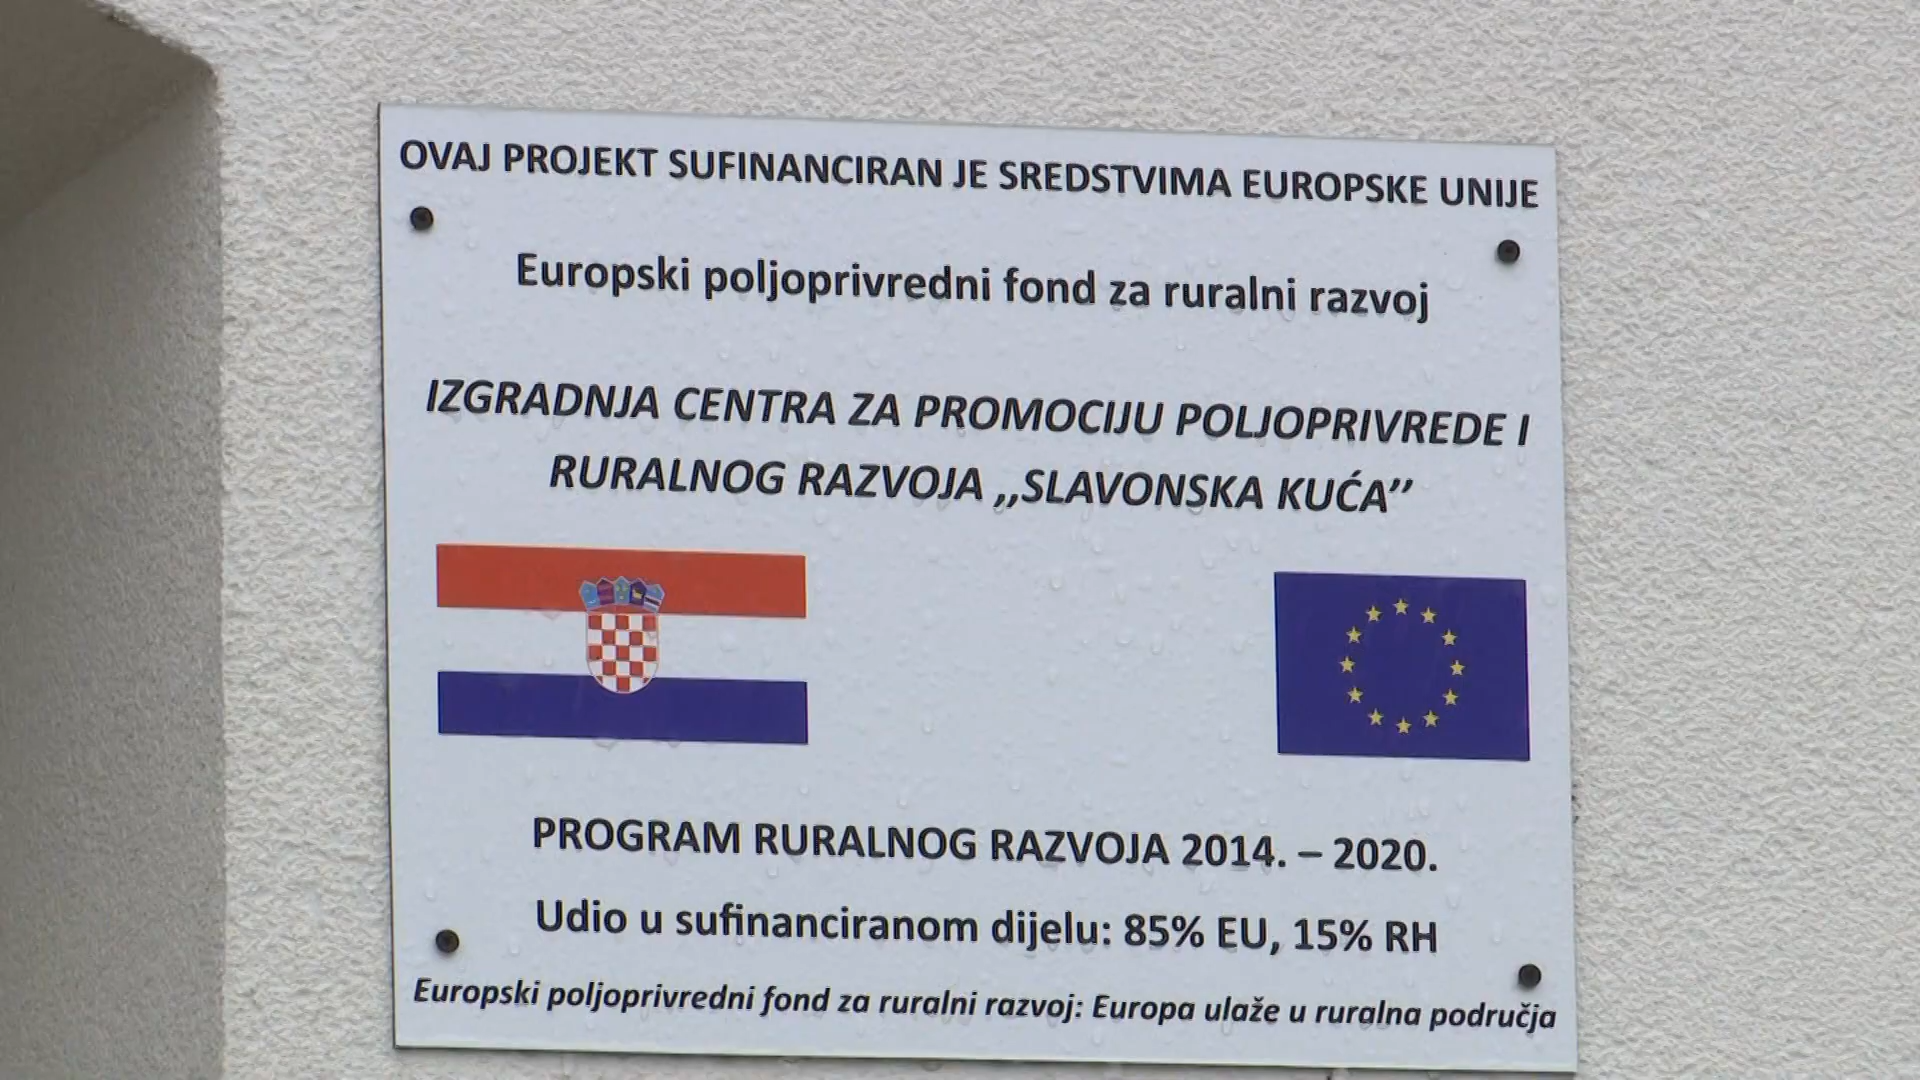 OVAJ PROJEKT SUFINANCIRAN JE SREDSTVIMA EUROPSKE UNIJE
Europski poljoprivredni fond za ruralni razvoj
IZGRADNJA CENTRA ZA PROMOCIJU POLJOPRIVREDE I
RURALNOG RAZVOJA ,,SLAVONSKA KUĆA’’
PROGRAM RURALNOG RAZVOJA 2014. – 2020.
Udio u sufinanciranom dijelu: 85% EU, 15% RH
Europski poljoprivredni fond za ruralni razvoj: Europa ulaže u ruralna područja